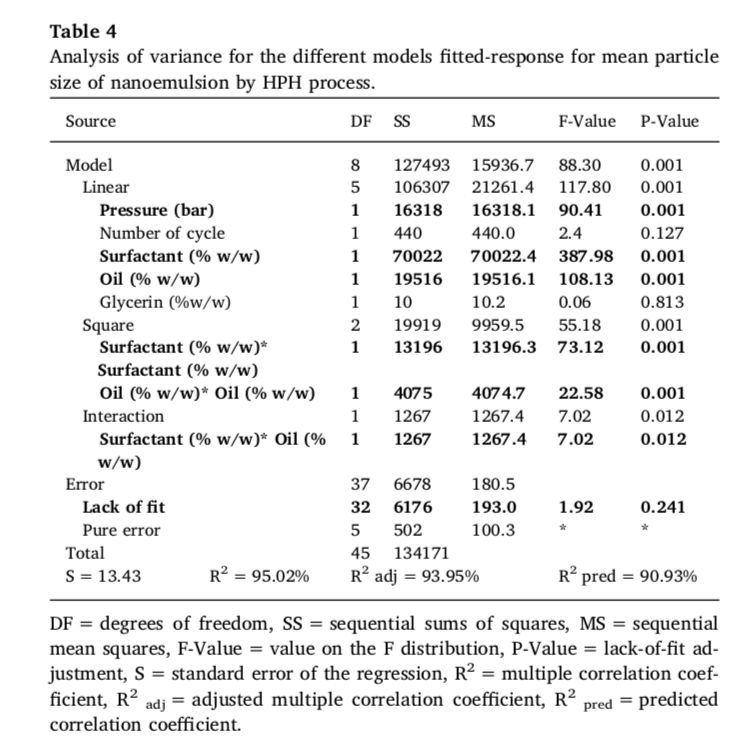 Table 4
Analysis of variance for the different models fitted-response for mean particle
size of nanoemulsion by HPH process.
Source DF SS MS F-Value P-Value
Model 8 127493 15936.7 88.30 0.001
Linear 5 106307 21261.4 117.80 0.001
Pressure (bar) 1 16318 16318.1 90.41 0.001
Number of cycle 1 440 440.0 2.4 0.127
Surfactant (% w/w) 1 70022 70022.4 387.98 0.001
Oil (% w/w) 1 19516 19516.1 108.13 0.001
Glycerin (%w/w) 1 10 10.2 0.06 0.813
Square 2 19919 9959.5 55.18 0.001
Surfactant (% w/w)* 1 13196 13196.3 73.12 0.001
Surfactant (% w/w)
Oil (% w/w)* Oil (% w/w) 1 4075 4074.7 22.58 0.001
Interaction 1 1267 1267.4 7.02 0.012
Surfactant (% w/w)* Oil (% 1 1267 1267.4 7.02 0.012
w/w)
Error 37 6678 180.5
Lack of fit 32 6176 193.0 1.92 0.241
Pure error 5 502 100.3 * *
Total 45 134171
S = 13.43 R² = 95.02% R² adj = 93.95% R² pred = 90.93%
DF = degrees of freedom, SS = sequential sums of squares, MS = sequential
mean squares, F-Value = value on the F distribution, P-Value = lack-of-fit ad-
justment, S = standard error of the regression, R² = multiple correlation coef-
ficient, R² adj = adjusted multiple correlation coefficient, R² pred = predicted
correlation coefficient.